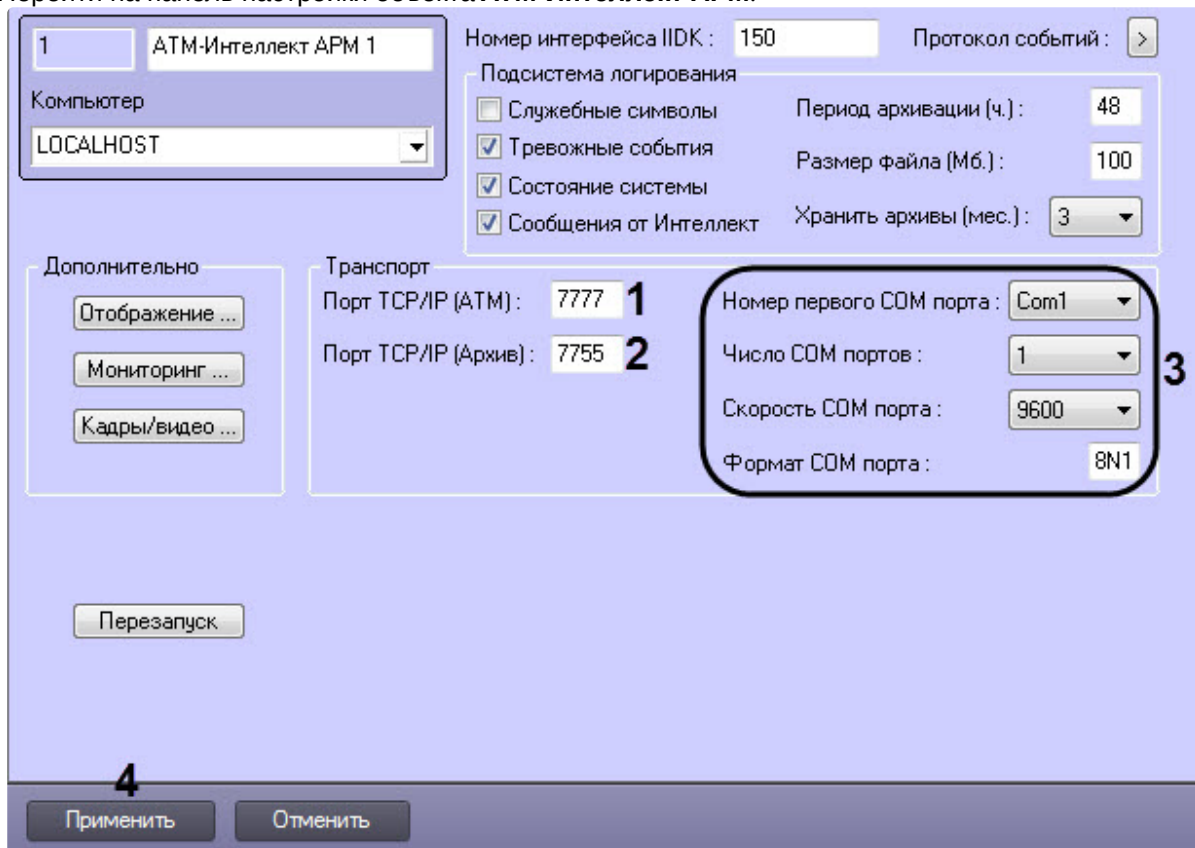 1 АТМ-Интеллект АРМ 1
Номер интерфейса IIDK : 150 Протокол событий : >
Компьютер
LOCALHOST
Подсистема логирования
Служебные символы Период архивации (ч.) : 48
Тревожные события Размер файла (Мб.) : 100
Состояние системы
Сообщения от Интеллект Хранить архивы (мес.) : 3
Дополнительно
Отображение ...
Мониторинг ...
Кадры/видео ...
Транспорт
Порт TCP/IP (АТМ) : 7777 1
Порт TCP/IP (Архив) : 7755 2
Номер первого COM порта : Com1
Число COM портов : 1
Скорость COM порта : 9600
Формат COM порта : 8N1
3
Перезапуск
4
Применить Отменить